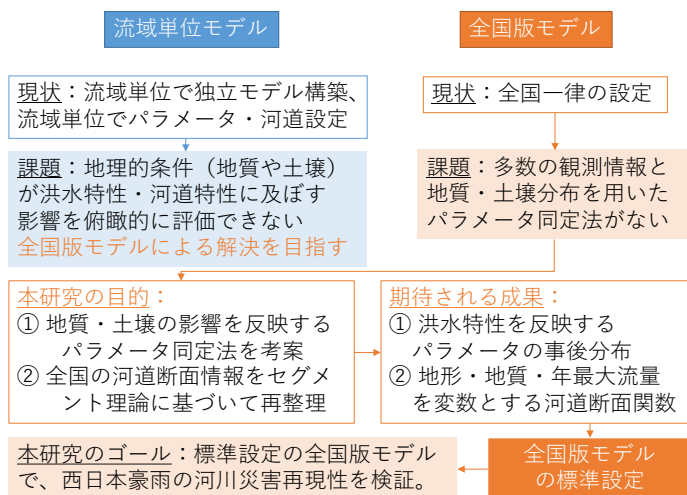 流域単位モデル
全国版モデル
現状：流域単位で独立モデル構築、
流域単位でパラメータ・河道設定
現状：全国一律の設定
課題：地理的条件（地質や土壌）
が洪水特性・河道特性に及ぼす
影響を俯瞰的に評価できない
全国版モデルによる解決を目指す
課題：多数の観測情報と
地質・土壌分布を用いた
パラメータ同定法がない
本研究の目的：
① 地質・土壌の影響を反映する
パラメータ同定法を考案
② 全国の河道断面情報をセグメ
ント理論に基づいて再整理
期待される成果：
① 洪水特性を反映する
パラメータの事後分布
② 地形・地質・年最大流量
を変数とする河道断面関数
本研究のゴール：標準設定の全国版モデル
で、西日本豪雨の河川災害再現性を検証。
全国版モデル
の標準設定